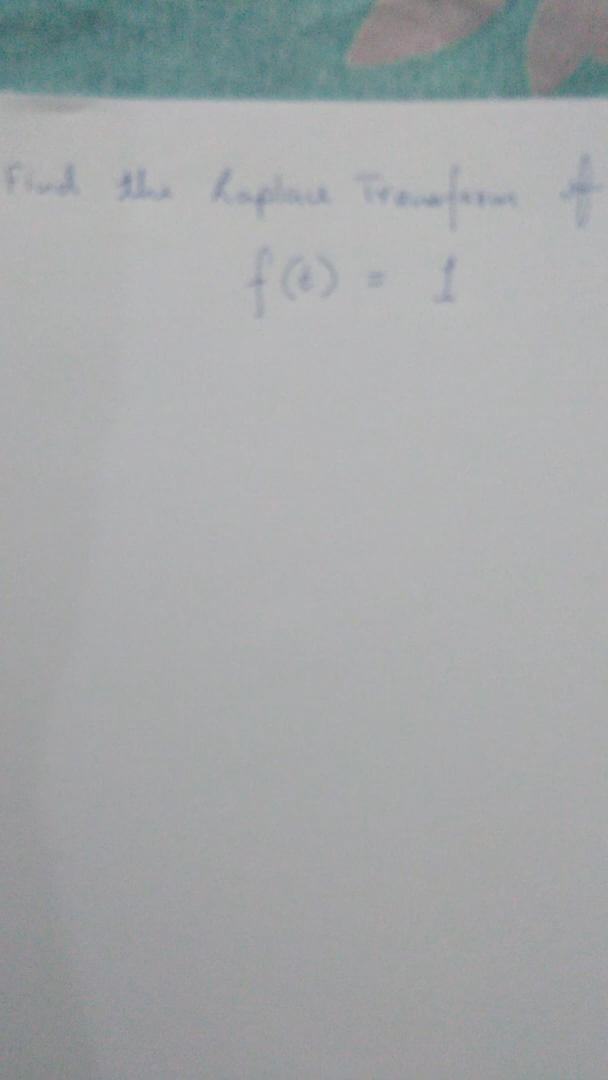 Find the Laplace Transform of
f(t) = 1